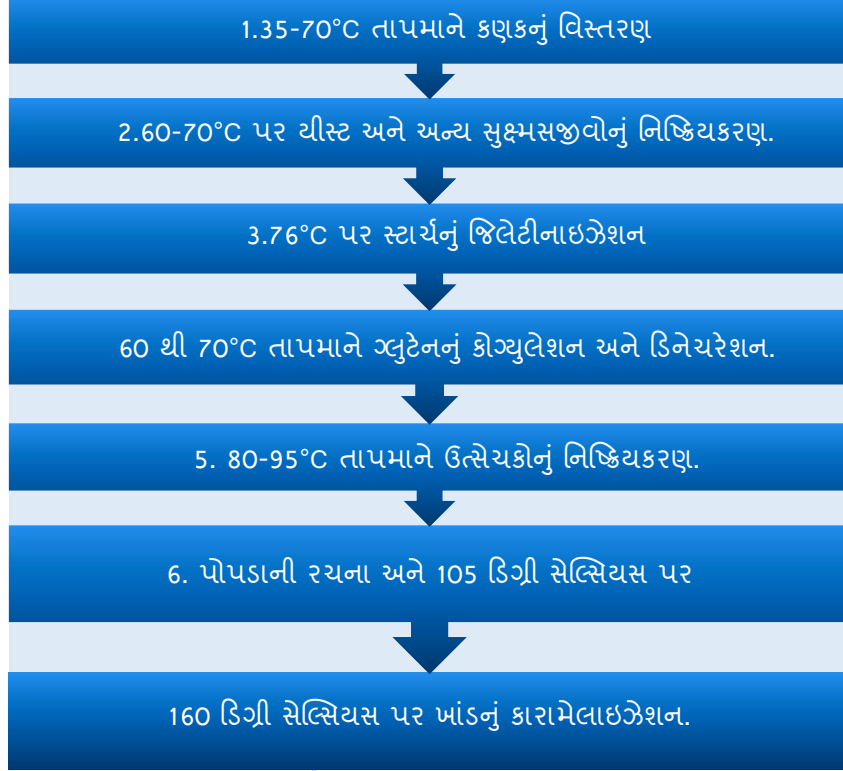 1.35-70°C તાપમાને કણકનું વિસ્તરણ
2.60-70°C પર યીસ્ટ અને અન્ય સુક્ષ્મસજીવોનું નિષ્ક્રિયકરણ.
3.76°C પર સ્ટાર્ચનું જિલેટીનાઇઝેશન
60 થી 70°C તાપમાને ગ્લુટેનનું કોગ્યુલેશન અને ડિનેચરેશન.
5. 80-95°C તાપમાને ઉત્સેચકોનું નિષ્ક્રિયકરણ.
6. પોપડાની રચના અને 105 ડિગ્રી સેલ્સિયસ પર
160 ડિગ્રી સેલ્સિયસ પર ખાંડનું કારામેલાઇઝેશન.